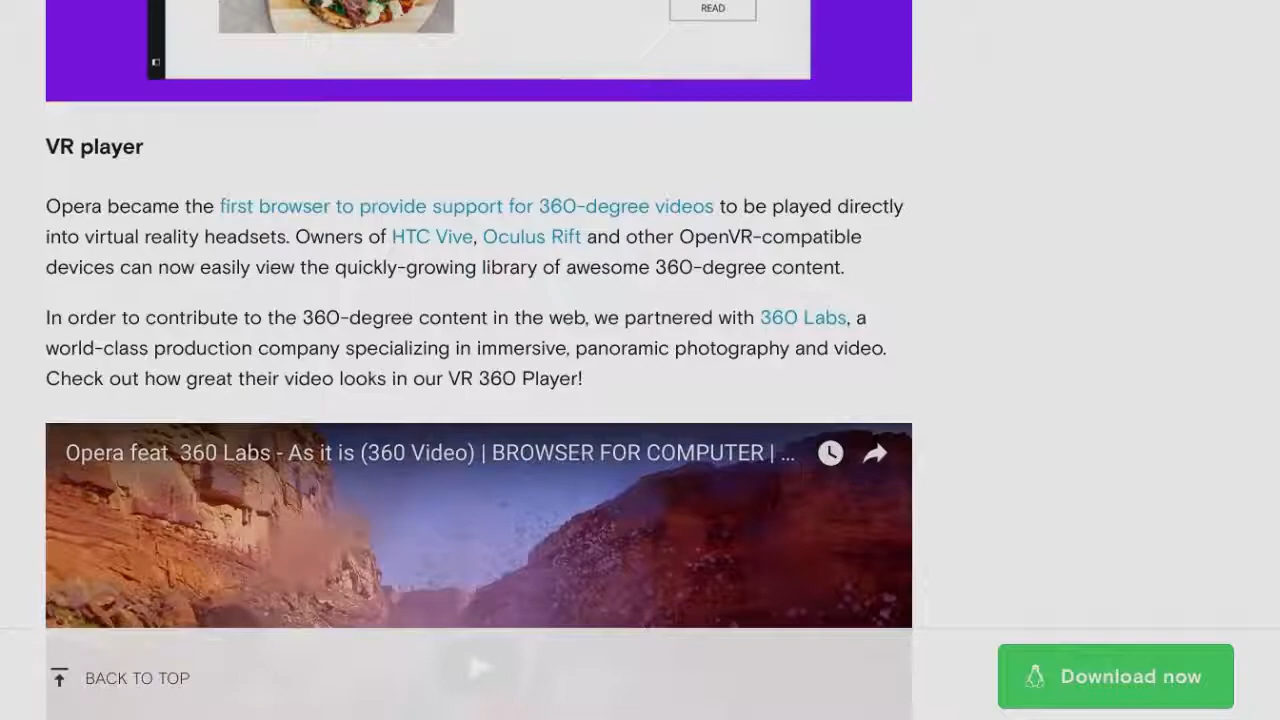 READ
VR player
Opera became the first browser to provide support for 360-degree videos to be played directly
into virtual reality headsets. Owners of HTC Vive, Oculus Rift and other OpenVR-compatible
devices can now easily view the quickly-growing library of awesome 360-degree content.
In order to contribute to the 360-degree content in the web, we partnered with 360 Labs, a
world-class production company specializing in immersive, panoramic photography and video.
Check out how great their video looks in our VR 360 Player!
Opera feat. 360 Labs - As it is (360 Video) | BROWSER FOR COMPUTER | ...
BACK TO TOP
Download now